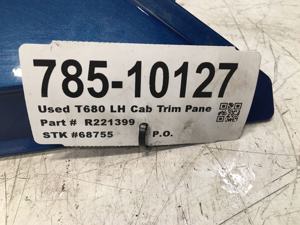 785-10127
Used T680 LH Cab Trim Pane
Part # R221399
STK #68755 P.O.